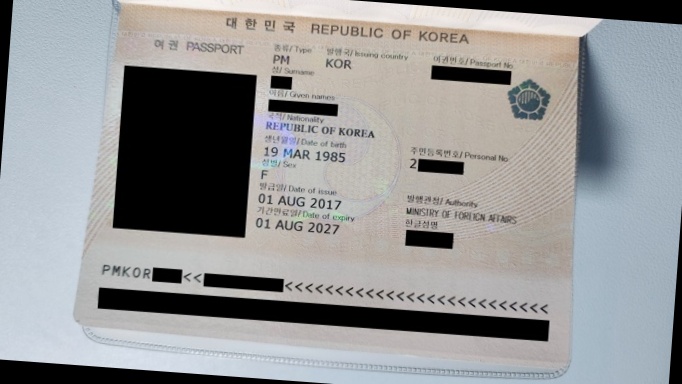 대한민국 REPUBLIC OF KOREA
여권 PASSPORT
종류/ Type 발행국/ Issuing country 여권번호/ Passport No
PM KOR
성/ Surname
이름/ Given names
국적/ Nationality
REPUBLIC OF KOREA
생년월일/ Date of birth
19 MAR 1985
주민등록번호/ Personal No
2
성별/ Sex
F
발급일/ Date of issue
01 AUG 2017
발행관청/ Authority
MINISTRY OF FOREIGN AFFAIRS
기간만료일/ Date of expiry
01 AUG 2027
한글성명
PMKOR <<  <<<<<<<<<<<<<<<<<<<<<<<<<<<<